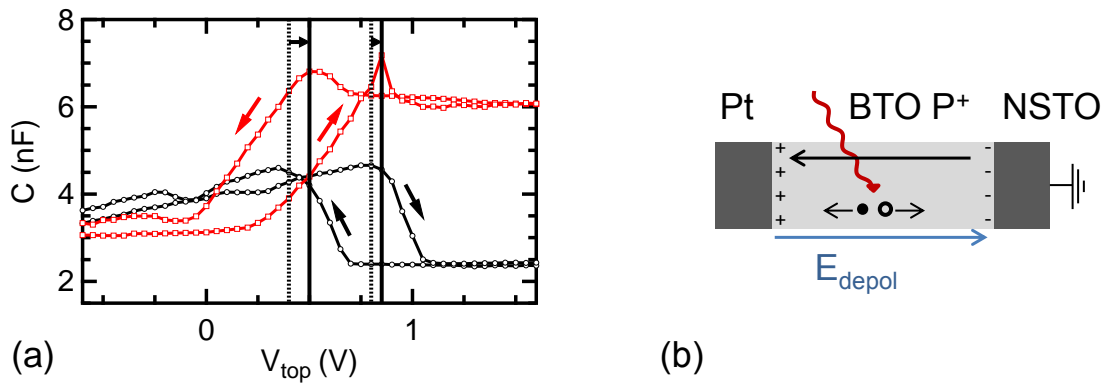 8
6
4
2
C (nF)
0
1
V_top (V)
(a)
Pt
BTO P⁺
NSTO
+
+
+
+
-
-
-
-
E_depol
(b)